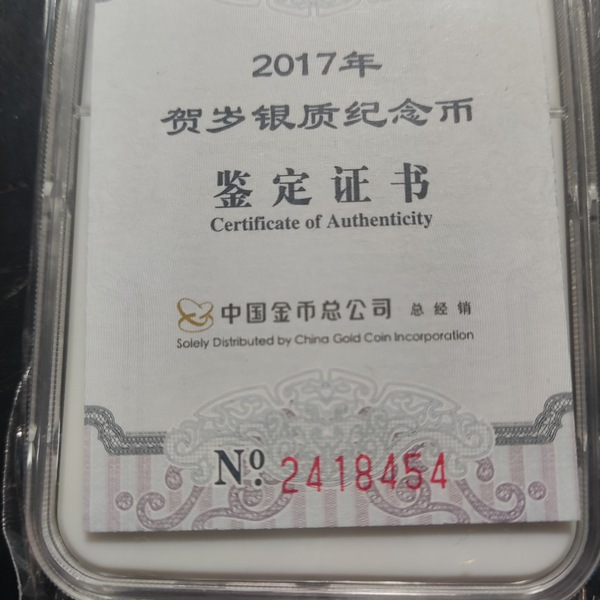 2017年
贺岁银质纪念币
鉴定证书
Certificate of Authenticity
中国金币总公司 总经销
Solely Distributed by China Gold Coin Incorporation
Nº. 2418454